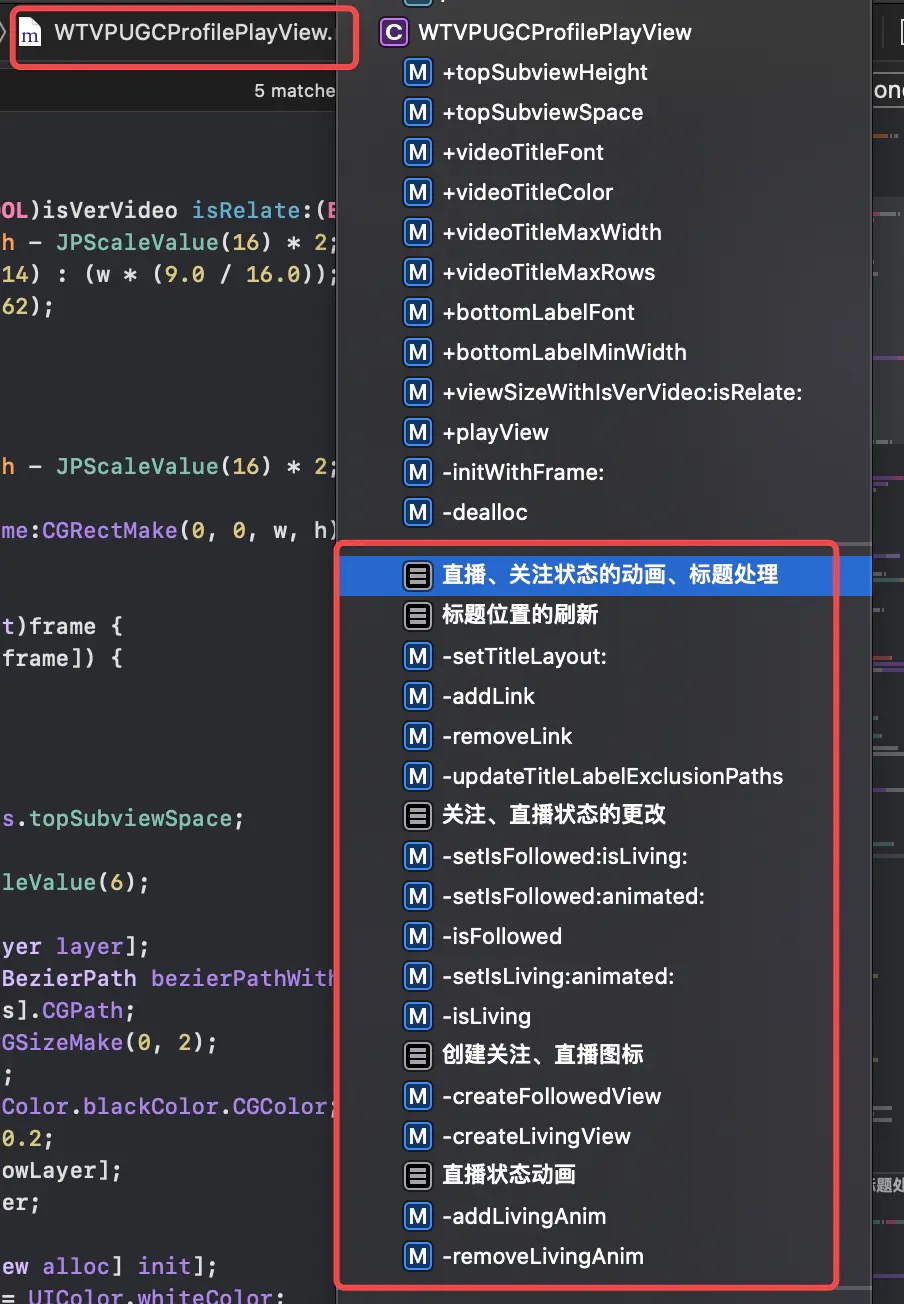 m WTVPUGCProfilePlayView.
C WTVPUGCProfilePlayView
M +topSubviewHeight
5 matche
M +topSubviewSpace
M +videoTitleFont
M +videoTitleColor
OL)isVerVideo isRelate:(
M +videoTitleMaxWidth
h - JPScaleValue(16) * 2;
M +videoTitleMaxRows
14) : (w * (9.0 / 16.0));
M +bottomLabelFont
62);
M +bottomLabelMinWidth
M +viewSizeWithIsVerVideo:isRelate:
M +playView
M -initWithFrame:
h - JPScaleValue(16) * 2;
M -dealloc
me:CGRectMake(0, 0, w, h)
直播、关注状态的动画、标题处理
标题位置的刷新
t)frame {
M -setTitleLayout:
frame]) {
M -addLink
M -removeLink
M -updateTitleLabelExclusionPaths
关注、直播状态的更改
s.topSubviewSpace;
M -setIsFollowed:isLiving:
leValue(6);
M -setIsFollowed:animated:
M -isFollowed
yer layer];
M -setIsLiving:animated:
BezierPath bezierPathWith
M -isLiving
s].CGPath;
GSizeMake(0, 2);
创建关注、直播图标
;
M -createFollowedView
Color.blackColor.CGColor;
M -createLivingView
0.2;
直播状态动画
owLayer];
M -addLivingAnim
er;
M -removeLivingAnim
ew alloc] init];
= UIColor.whiteColor;